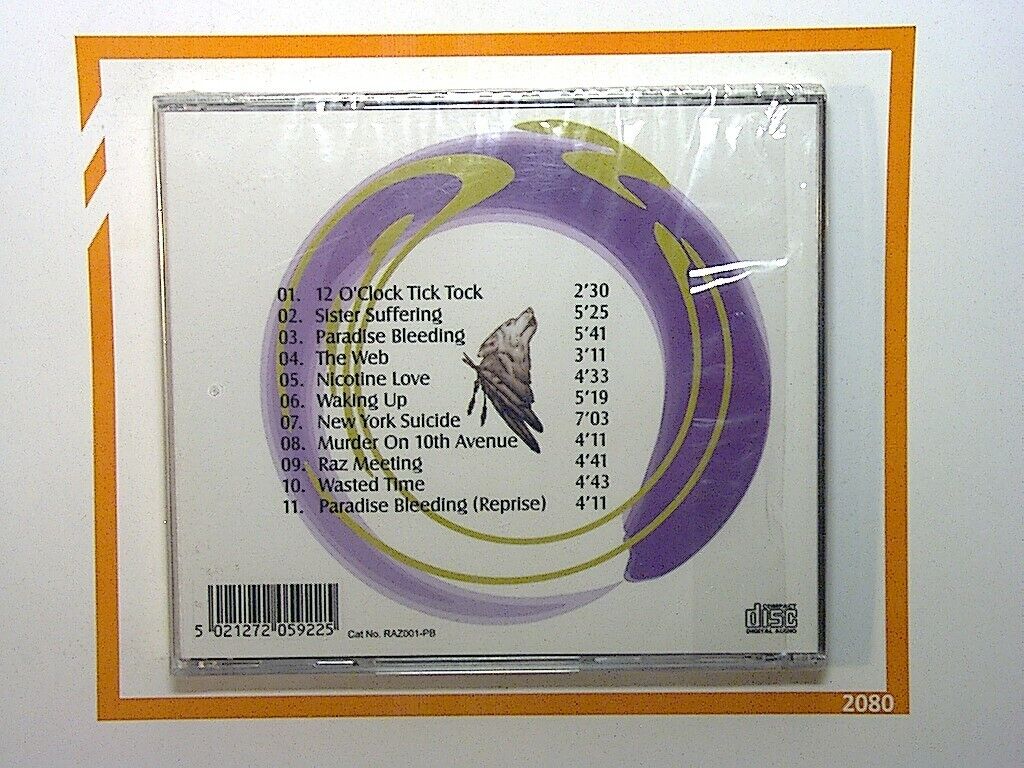 01. 12 O'Clock Tick Tock 2'30
02. Sister Suffering 5'25
03. Paradise Bleeding 5'41
04. The Web 3'11
05. Nicotine Love 4'33
06. Waking Up 5'19
07. New York Suicide 7'03
08. Murder On 10th Avenue 4'11
09. Raz Meeting 4'41
10. Wasted Time 4'43
11. Paradise Bleeding (Reprise) 4'11
5 021272 059225 Cat No. RAZ001-PB
COMPACT
disc
DIGITAL AUDIO
2080